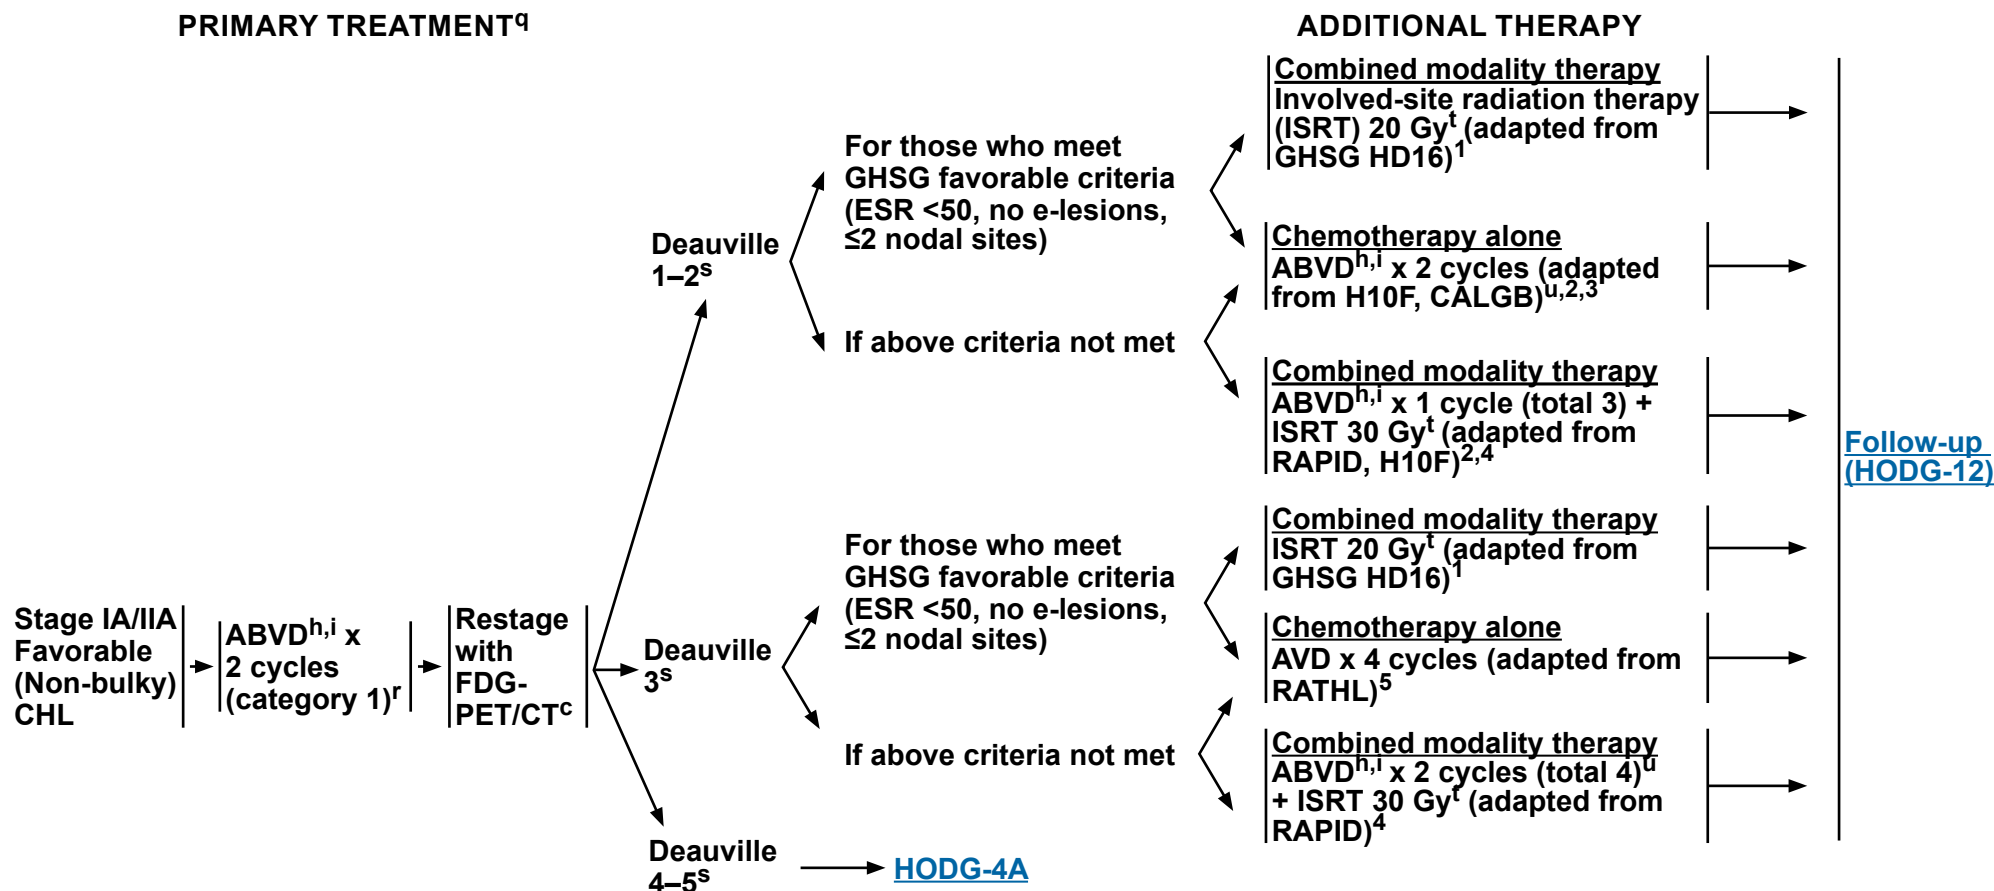 PRIMARY TREATMENTq
ADDITIONAL THERAPY
Stage IA/IIA
Favorable
(Non-bulky)
CHL
ABVDh,i x
2 cycles
(category 1)r
Restage
with
FDG-
PET/CTc
Deauville
1–2s
For those who meet
GHSG favorable criteria
(ESR <50, no e-lesions,
≤2 nodal sites)
If above criteria not met
Combined modality therapy
Involved-site radiation therapy
(ISRT) 20 Gyt (adapted from
GHSG HD16)1
Chemotherapy alone
ABVDh,i x 2 cycles (adapted
from H10F, CALGB)u,2,3
Combined modality therapy
ABVDh,i x 1 cycle (total 3) +
ISRT 30 Gyt (adapted from
RAPID, H10F)2,4
Deauville
3s
For those who meet
GHSG favorable criteria
(ESR <50, no e-lesions,
≤2 nodal sites)
If above criteria not met
Combined modality therapy
ISRT 20 Gyt (adapted from
GHSG HD16)1
Chemotherapy alone
AVD x 4 cycles (adapted from
RATHL)5
Combined modality therapy
ABVDh,i x 2 cycles (total 4)u
+ ISRT 30 Gyt (adapted from
RAPID)4
Deauville
4–5s
HODG-4A
Follow-up
(HODG-12)